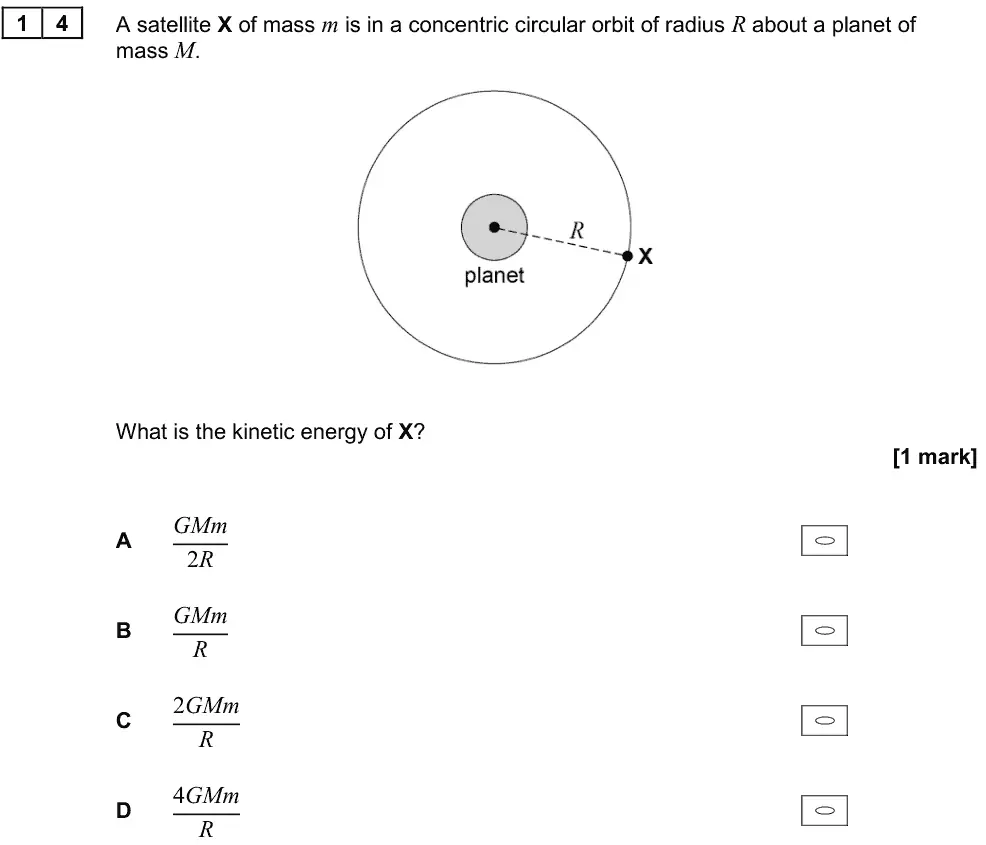 1 4 A satellite X of mass m is in a concentric circular orbit of radius R about a planet of
mass M.
R
X
planet
What is the kinetic energy of X?
[1 mark]
A GMm/2R
B GMm/R
C 2GMm/R
D 4GMm/R